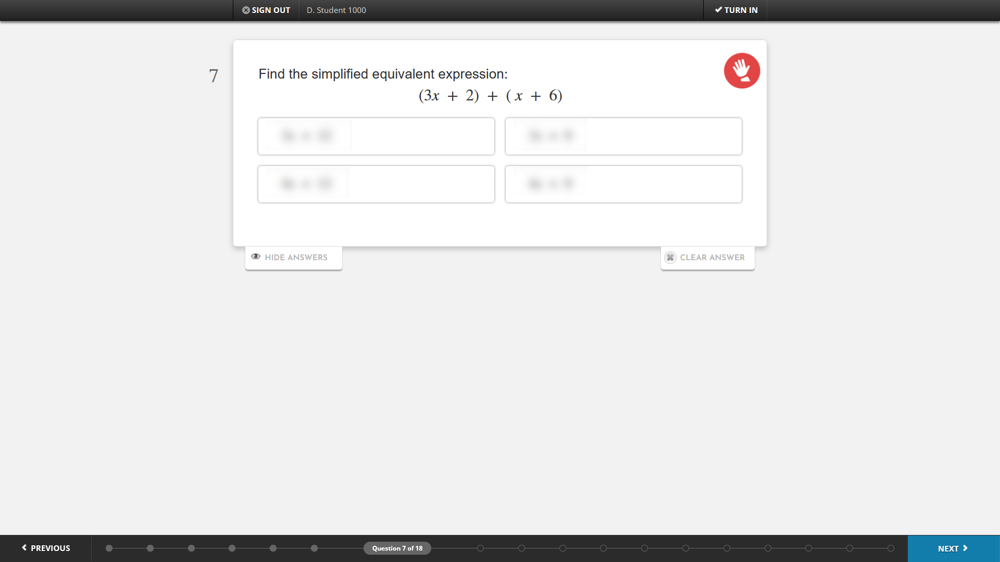 SIGN OUT
D. Student 1000
TURN IN
7
Find the simplified equivalent expression:
(3x + 2) + ( x + 6)
HIDE ANSWERS
CLEAR ANSWER
PREVIOUS
Question 7 of 18
NEXT